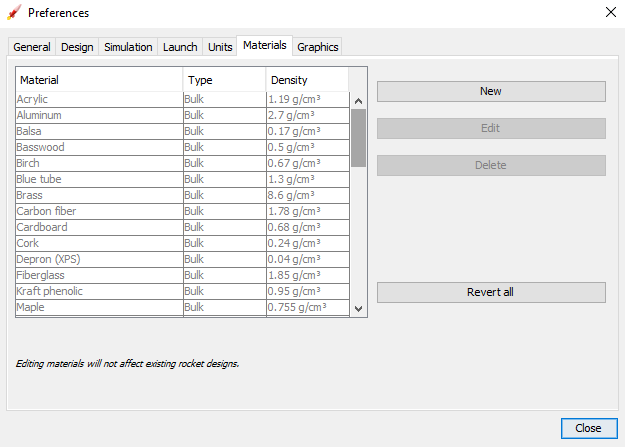 Preferences
General Design Simulation Launch Units Materials Graphics
Material Type Density
Acrylic Bulk 1.19 g/cm³
Aluminum Bulk 2.7 g/cm³
Balsa Bulk 0.17 g/cm³
Basswood Bulk 0.5 g/cm³
Birch Bulk 0.67 g/cm³
Blue tube Bulk 1.3 g/cm³
Brass Bulk 8.6 g/cm³
Carbon fiber Bulk 1.78 g/cm³
Cardboard Bulk 0.68 g/cm³
Cork Bulk 0.24 g/cm³
Depron (XPS) Bulk 0.04 g/cm³
Fiberglass Bulk 1.85 g/cm³
Kraft phenolic Bulk 0.95 g/cm³
Maple Bulk 0.755 g/cm³
New
Edit
Delete
Revert all
Editing materials will not affect existing rocket designs.
Close